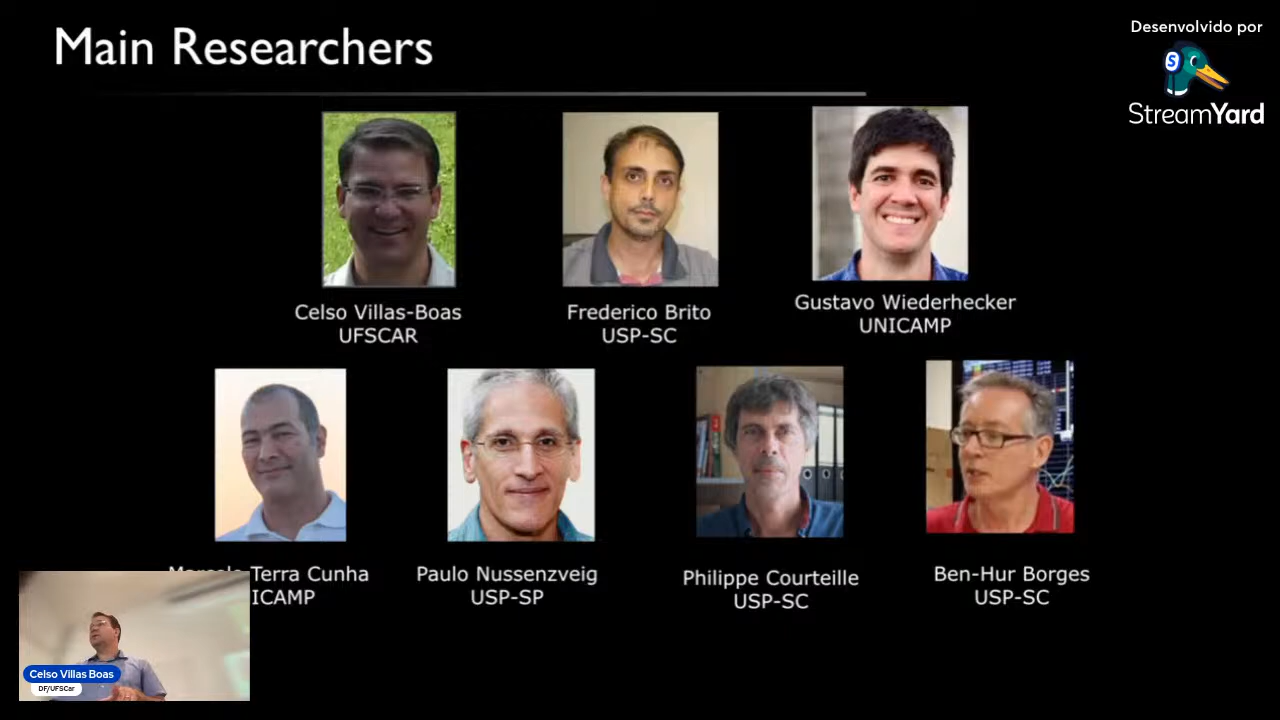 Main Researchers
Desenvolvido por
StreamYard
Celso Villas-Boas
UFSCAR
Frederico Brito
USP-SC
Gustavo Wiederhecker
UNICAMP
Terra Cunha
ICAMP
Paulo Nussenzveig
USP-SP
Philippe Courteille
USP-SC
Ben-Hur Borges
USP-SC
Celso Villas Boas
DF/UFSCar